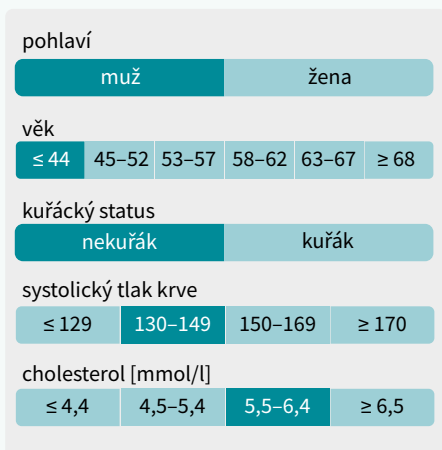 pohlaví
muž žena
věk
≤ 44 45–52 53–57 58–62 63–67 ≥ 68
kuřácký status
nekuřák kuřák
systolický tlak krve
≤ 129 130–149 150–169 ≥ 170
cholesterol [mmol/l]
≤ 4,4 4,5–5,4 5,5–6,4 ≥ 6,5